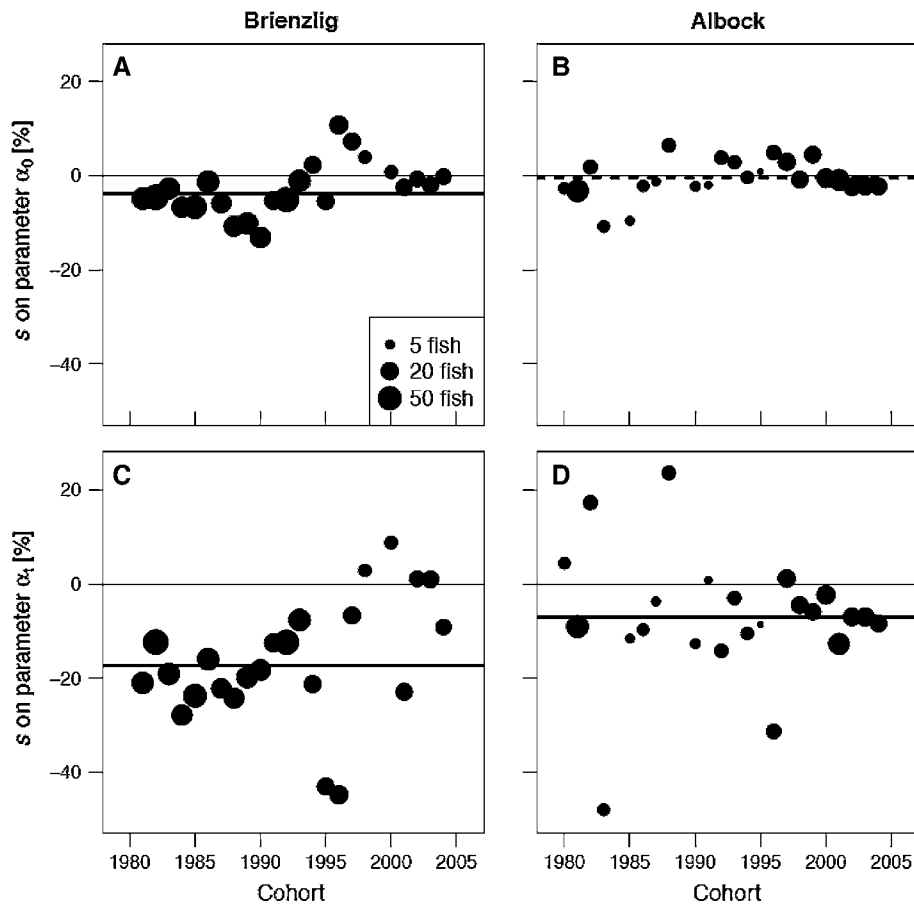 Brienzlig
Albock
A
B
s on parameter α0 [%]
20
0
−20
−40
5 fish
20 fish
50 fish
C
D
s on parameter αt [%]
20
0
−20
−40
1980 1985 1990 1995 2000 2005
1980 1985 1990 1995 2000 2005
Cohort
Cohort